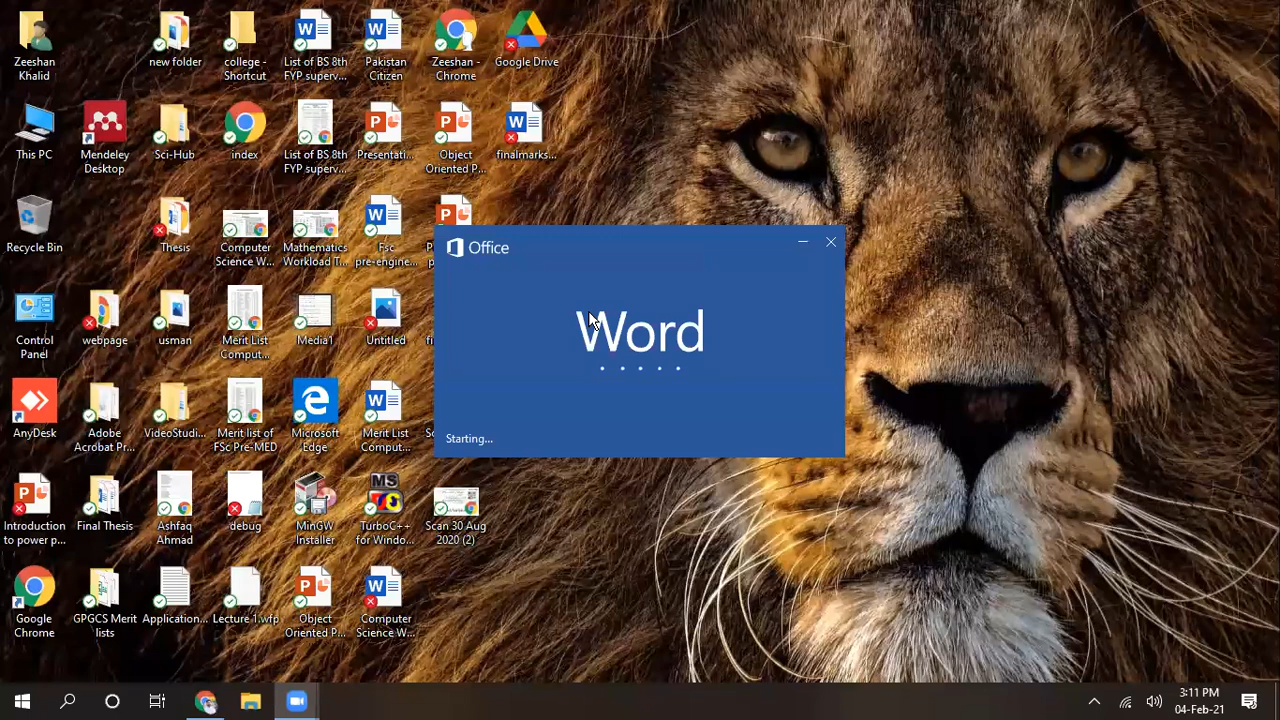 Zeeshan
Khalid
new folder
college -
Shortcut
List of BS 8th
FYP superv...
Pakistan
Citizen
Zeeshan -
Chrome
Google Drive
This PC
Mendeley
Desktop
Sci-Hub
index
List of BS 8th
FYP superv...
Presentati...
Object
Oriented P...
finalmarks...
Recycle Bin
Thesis
Computer
Science W...
Mathematics
Workload T...
Fsc
pre-engine...
Office
Word
Starting...
Control
Panel
webpage
usman
Merit List
Comput...
Media1
Untitled
AnyDesk
Adobe
Acrobat Pr...
VideoStudi...
Merit list of
FSc Pre-MED
Microsoft
Edge
Merit List
Comput...
Introduction
to power p...
Final Thesis
Ashfaq
Ahmad
debug
MinGW
Installer
MS
TurboC++
for Windo...
Scan 30 Aug
2020 (2)
Google
Chrome
GPGCS Merit
lists
Application...
Lecture 1.wfp
Object
Oriented P...
Computer
Science W...
3:11 PM
04-Feb-21